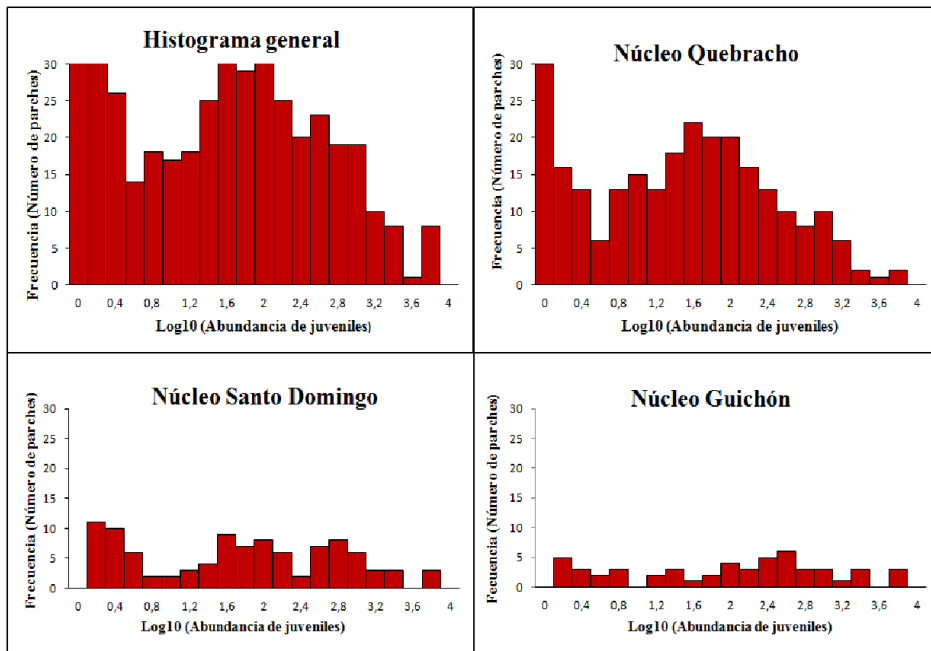 Histograma general
30
25
20
15
10
5
0
Frecuencia (Número de parches)
0 0,4 0,8 1,2 1,6 2 2,4 2,8 3,2 3,6 4
Log10 (Abundancia de juveniles)
Núcleo Quebracho
30
25
20
15
10
5
0
Frecuencia (Número de parches)
0 0,4 0,8 1,2 1,6 2 2,4 2,8 3,2 3,6 4
Log10 (Abundancia de juveniles)
Núcleo Santo Domingo
30
25
20
15
10
5
0
Frecuencia (Número de parches)
0 0,4 0,8 1,2 1,6 2 2,4 2,8 3,2 3,6 4
Log10 (Abundancia de juveniles)
Núcleo Guichón
30
25
20
15
10
5
0
Fecuencia (Número de parches)
0 0,4 0,8 1,2 1,6 2 2,4 2,8 3,2 3,6 4
Log10 (Abundancia de juveniles)